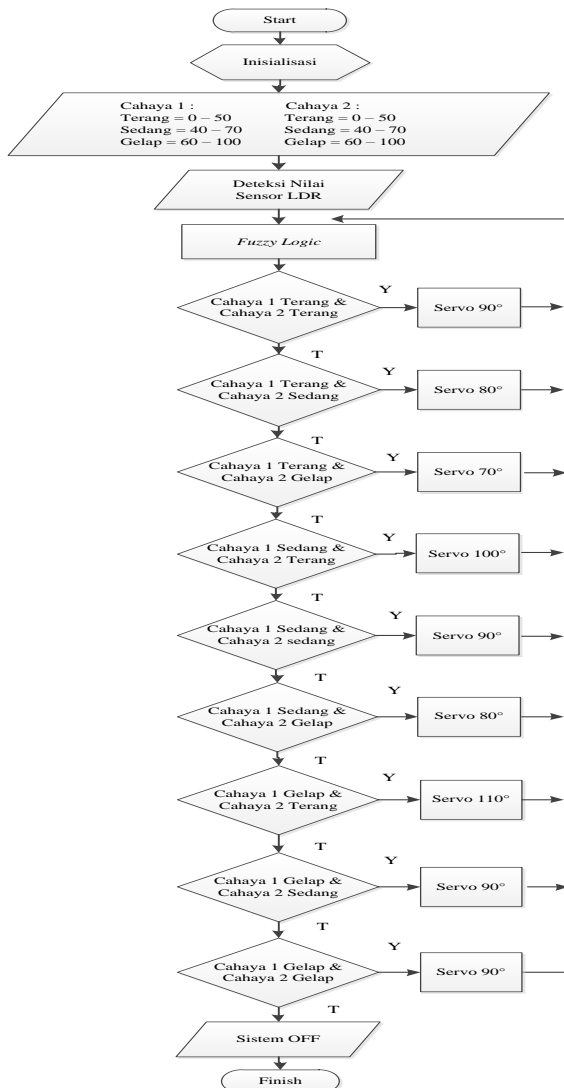 Start
Inisialisasi
Cahaya 1 :
Terang = 0 – 50
Sedang = 40 – 70
Gelap = 60 – 100
Cahaya 2 :
Terang = 0 – 50
Sedang = 40 – 70
Gelap = 60 – 100
Deteksi Nilai
Sensor LDR
Fuzzy Logic
Cahaya 1 Terang &
Cahaya 2 Terang
Y
Servo 90°
T
Cahaya 1 Terang &
Cahaya 2 Sedang
Y
Servo 80°
T
Cahaya 1 Terang &
Cahaya 2 Gelap
Y
Servo 70°
T
Cahaya 1 Sedang &
Cahaya 2 Terang
Y
Servo 100°
T
Cahaya 1 Sedang &
Cahaya 2 sedang
Y
Servo 90°
T
Cahaya 1 Sedang &
Cahaya 2 Gelap
Y
Servo 80°
T
Cahaya 1 Gelap &
Cahaya 2 Terang
Y
Servo 110°
T
Cahaya 1 Gelap &
Cahaya 2 Sedang
Y
Servo 90°
T
Cahaya 1 Gelap &
Cahaya 2 Gelap
Y
Servo 90°
T
Sistem OFF
Finish